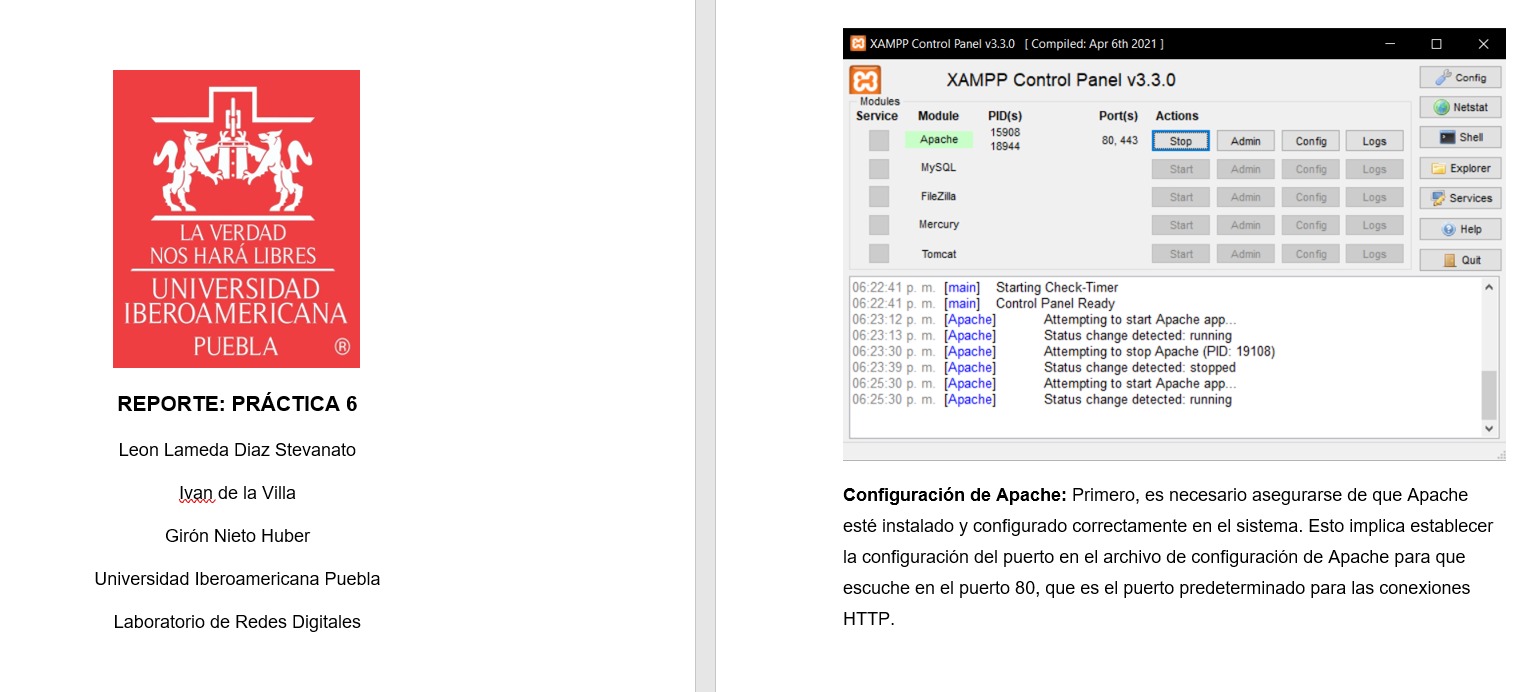 LA VERDAD
NOS HARÁ LIBRES
UNIVERSIDAD
IBEROAMERICANA
PUEBLA ®
REPORTE: PRÁCTICA 6
Leon Lameda Diaz Stevanato
Ivan de la Villa
Girón Nieto Huber
Universidad Iberoamericana Puebla
Laboratorio de Redes Digitales
XAMPP Control Panel v3.3.0 [ Compiled: Apr 6th 2021 ]
XAMPP Control Panel v3.3.0
Modules
Service Module PID(s) Port(s) Actions
Apache 15908 18944 80, 443 Stop Admin Config Logs
MySQL Start Admin Config Logs
FileZilla Start Admin Config Logs
Mercury Start Admin Config Logs
Tomcat Start Admin Config Logs
Config
Netstat
Shell
Explorer
Services
Help
Quit
06:22:41 p. m. [main] Starting Check-Timer
06:22:41 p. m. [main] Control Panel Ready
06:23:12 p. m. [Apache] Attempting to start Apache app...
06:23:13 p. m. [Apache] Status change detected: running
06:23:30 p. m. [Apache] Attempting to stop Apache (PID: 19108)
06:23:39 p. m. [Apache] Status change detected: stopped
06:25:30 p. m. [Apache] Attempting to start Apache app...
06:25:30 p. m. [Apache] Status change detected: running
Configuración de Apache: Primero, es necesario asegurarse de que Apache
esté instalado y configurado correctamente en el sistema. Esto implica establecer
la configuración del puerto en el archivo de configuración de Apache para que
escuche en el puerto 80, que es el puerto predeterminado para las conexiones
HTTP.